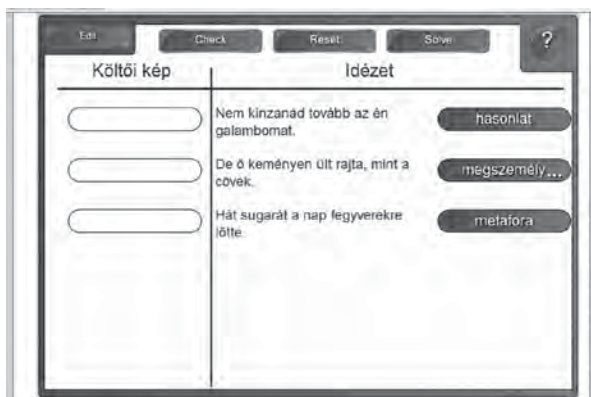 Edit Check Reset Solve ?
Költői kép Idézet
Nem kínzanád tovább az én
galambomat.
hasonlat
De ő keményen ült rajta, mint a
cövek.
megszemély...
Hát sugarát a nap fegyverekre
lötte.
metafora